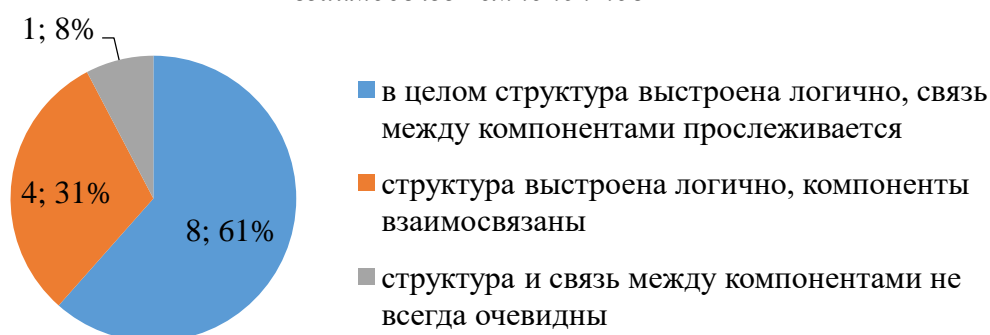 1; 8%
4; 31%
8; 61%
в целом структура выстроена логично, связь
между компонентами прослеживается
структура выстроена логично, компоненты
взаимосвязаны
структура и связь между компонентами не
всегда очевидны